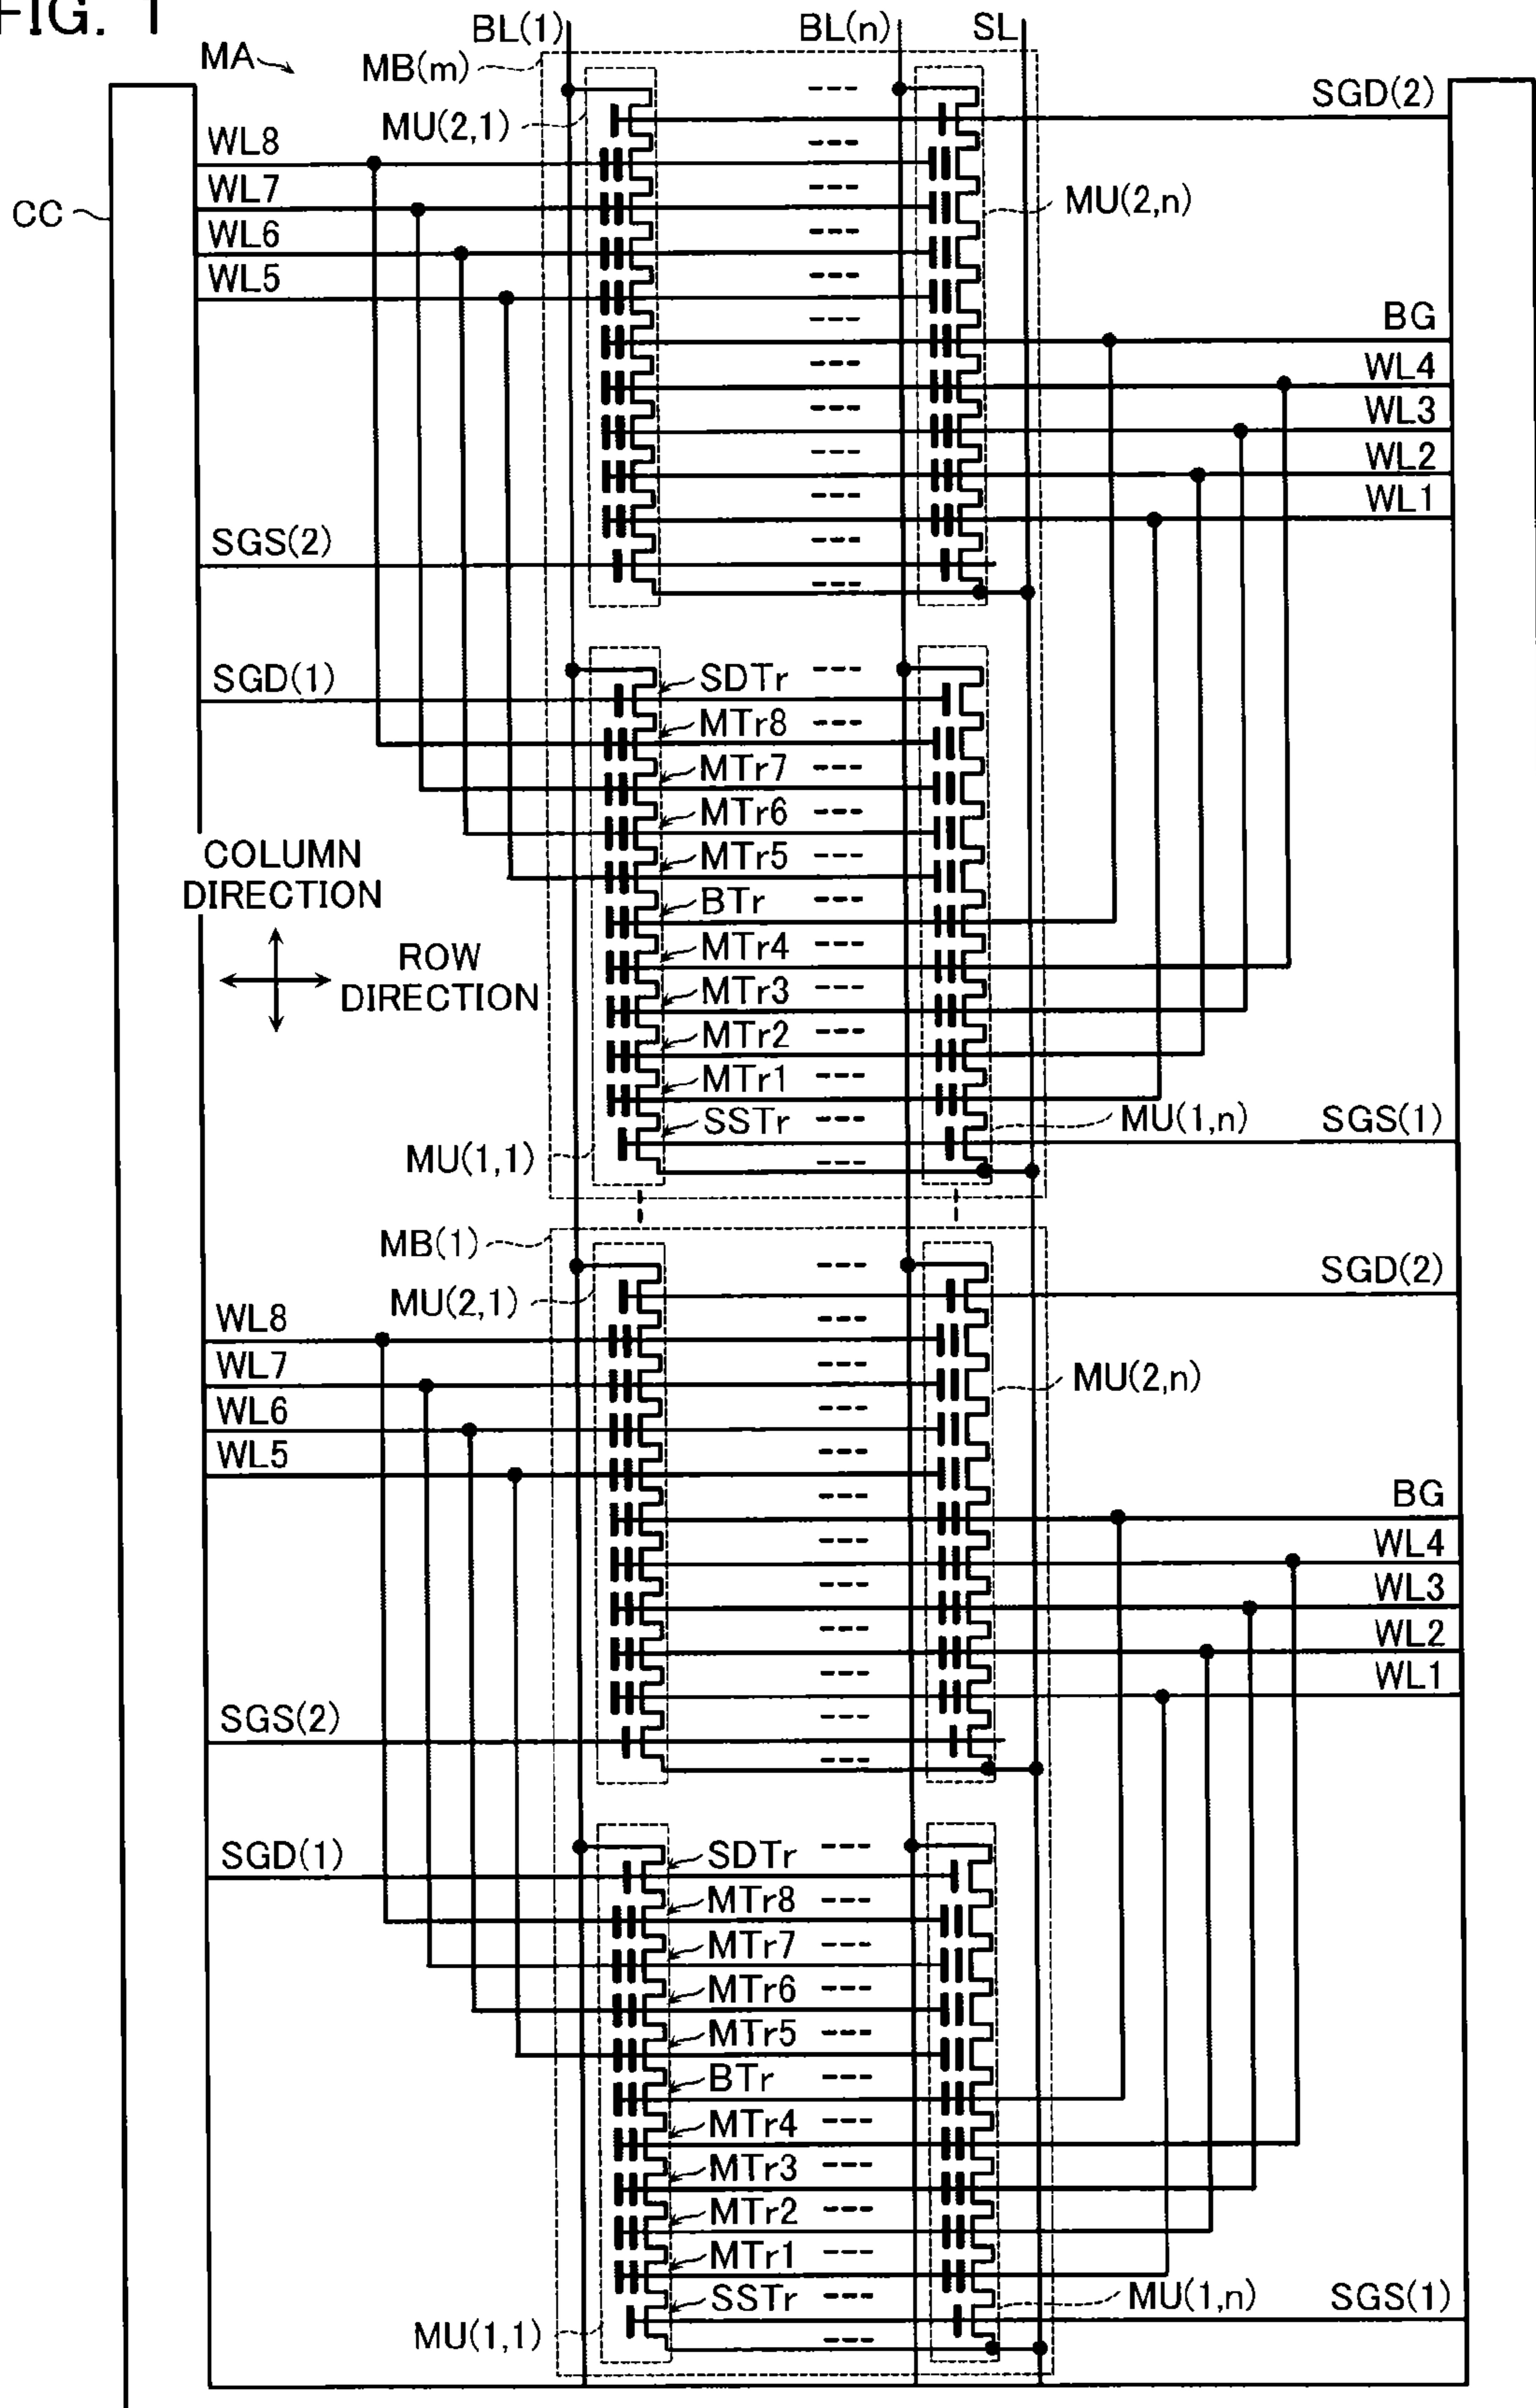 FIG. 1
BL(1)
BL(n)
SL
MA
MB(m)
SGD(2)
MU(2,1)
WL8
WL7
MU(2,n)
CC
WL6
WL5
BG
WL4
WL3
WL2
WL1
SGS(2)
SGD(1)
SDTr
MTr8
MTr7
MTr6
COLUMN
DIRECTION
MTr5
BTr
MTr4
ROW
DIRECTION
MTr3
MTr2
MTr1
SSTr
MU(1,n)
SGS(1)
MU(1,1)
MB(1)
SGD(2)
MU(2,1)
WL8
WL7
MU(2,n)
WL6
WL5
BG
WL4
WL3
WL2
WL1
SGS(2)
SGD(1)
SDTr
MTr8
MTr7
MTr6
MTr5
BTr
MTr4
MTr3
MTr2
MTr1
SSTr
MU(1,n)
SGS(1)
MU(1,1)